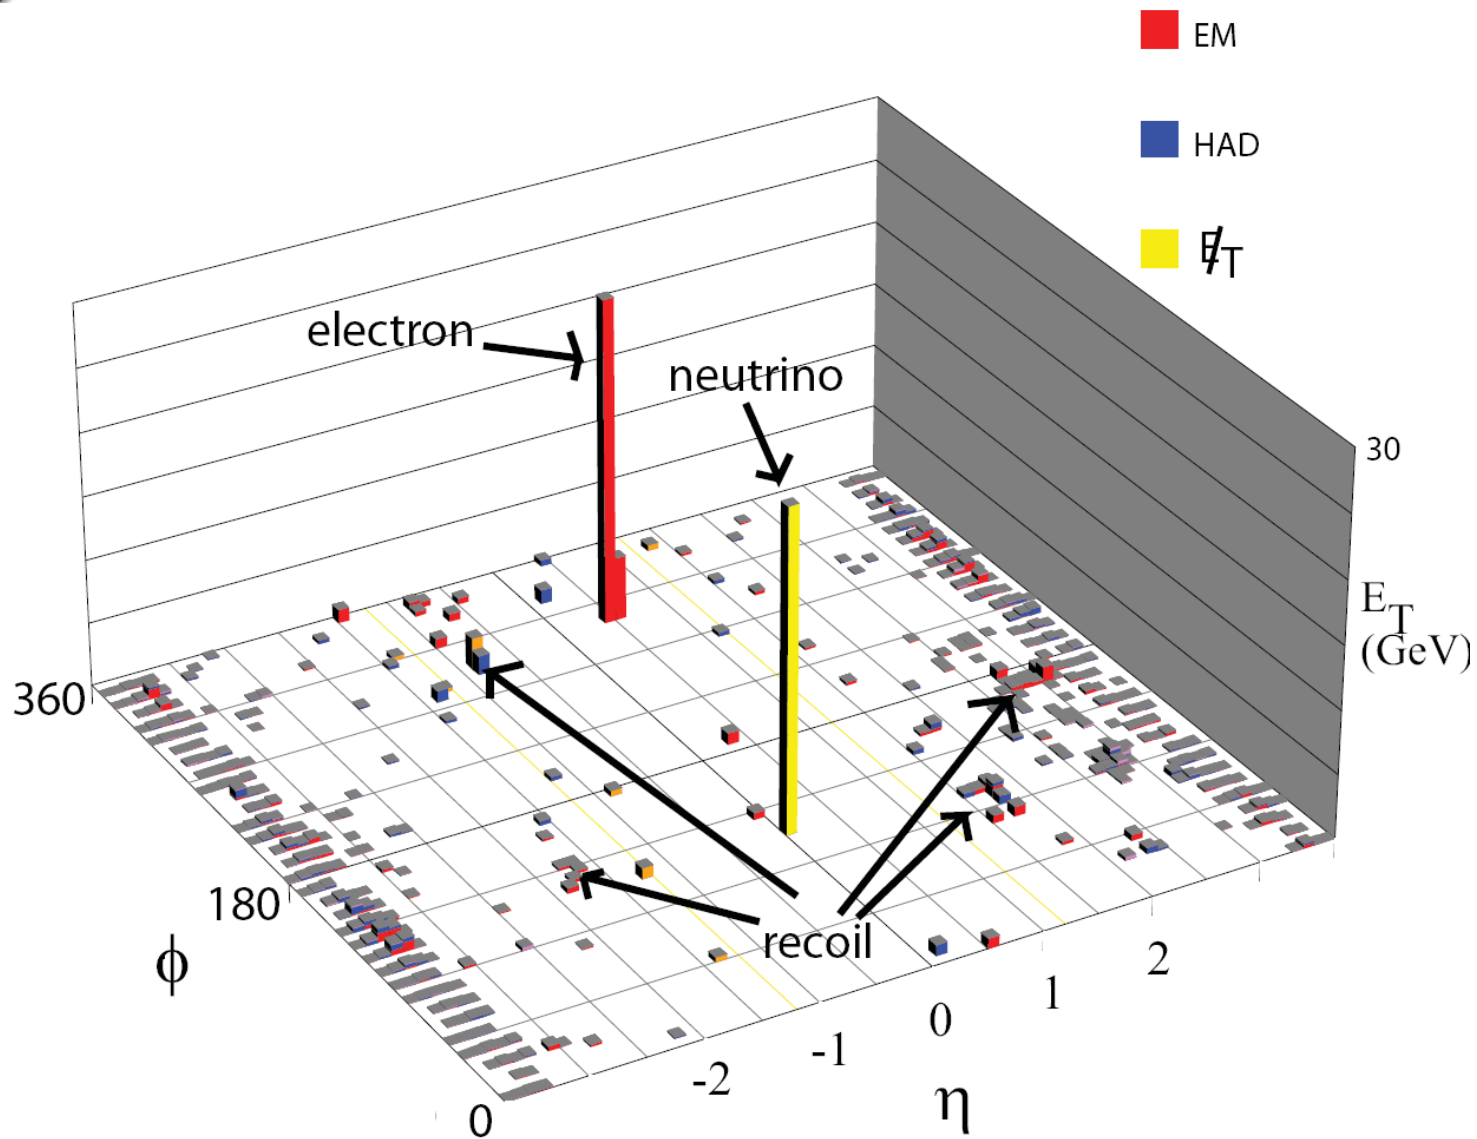 EM
HAD
E̸T
electron
neutrino
30
ET
(GeV)
360
180
ϕ
recoil
2
1
0
-1
-2
η
0